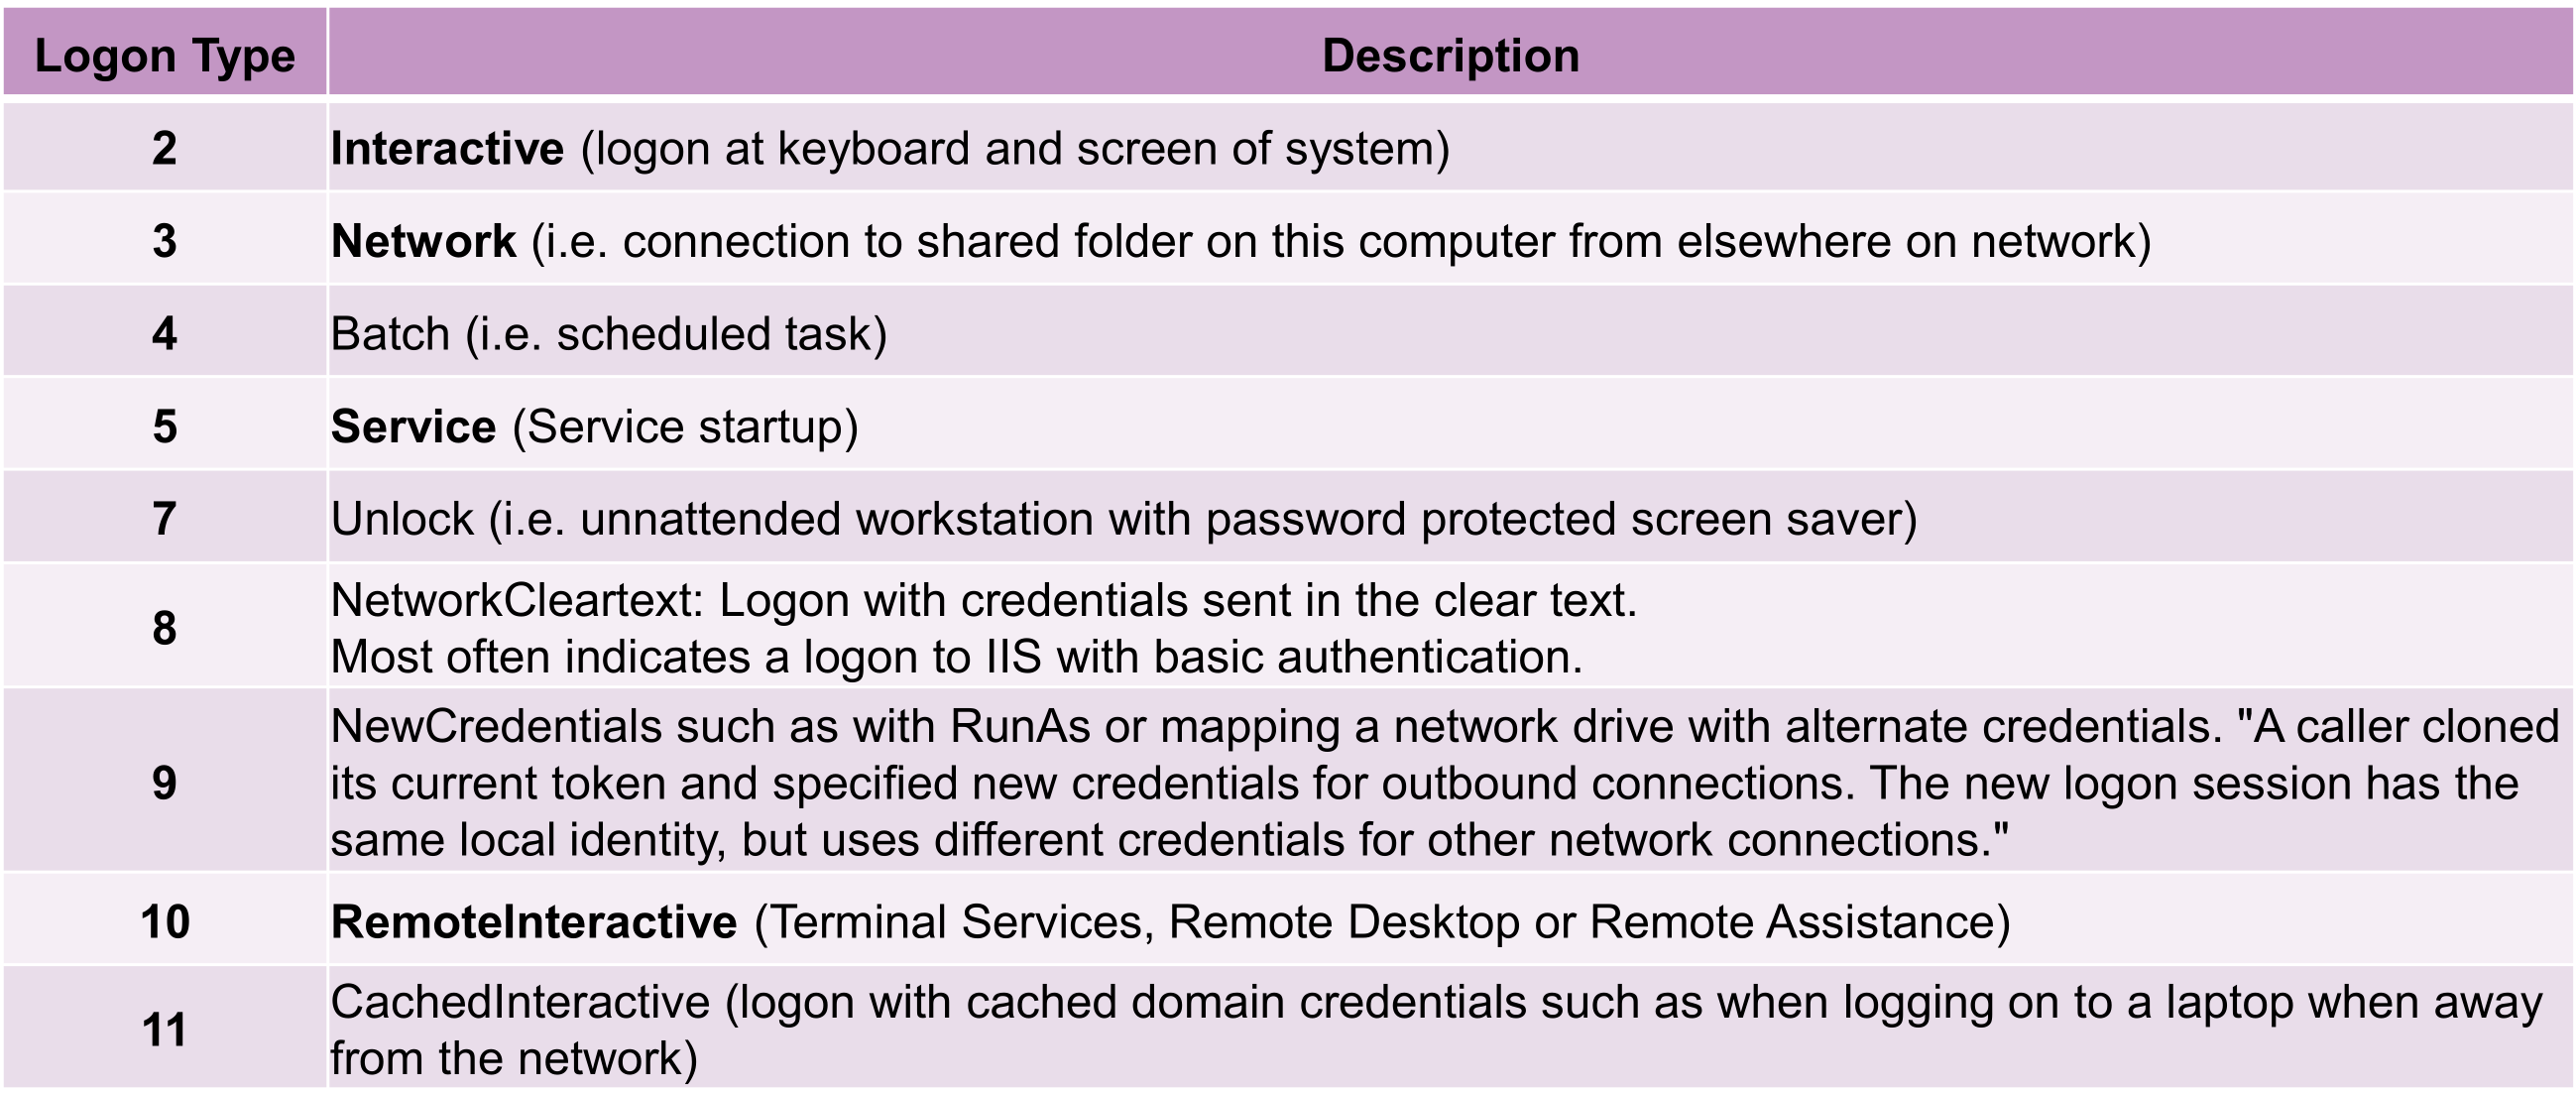 Logon Type Description
2 Interactive (logon at keyboard and screen of system)
3 Network (i.e. connection to shared folder on this computer from elsewhere on network)
4 Batch (i.e. scheduled task)
5 Service (Service startup)
7 Unlock (i.e. unnattended workstation with password protected screen saver)
8 NetworkCleartext: Logon with credentials sent in the clear text.
Most often indicates a logon to IIS with basic authentication.
9 NewCredentials such as with RunAs or mapping a network drive with alternate credentials. "A caller cloned
its current token and specified new credentials for outbound connections. The new logon session has the
same local identity, but uses different credentials for other network connections."
10 RemoteInteractive (Terminal Services, Remote Desktop or Remote Assistance)
11 CachedInteractive (logon with cached domain credentials such as when logging on to a laptop when away
from the network)